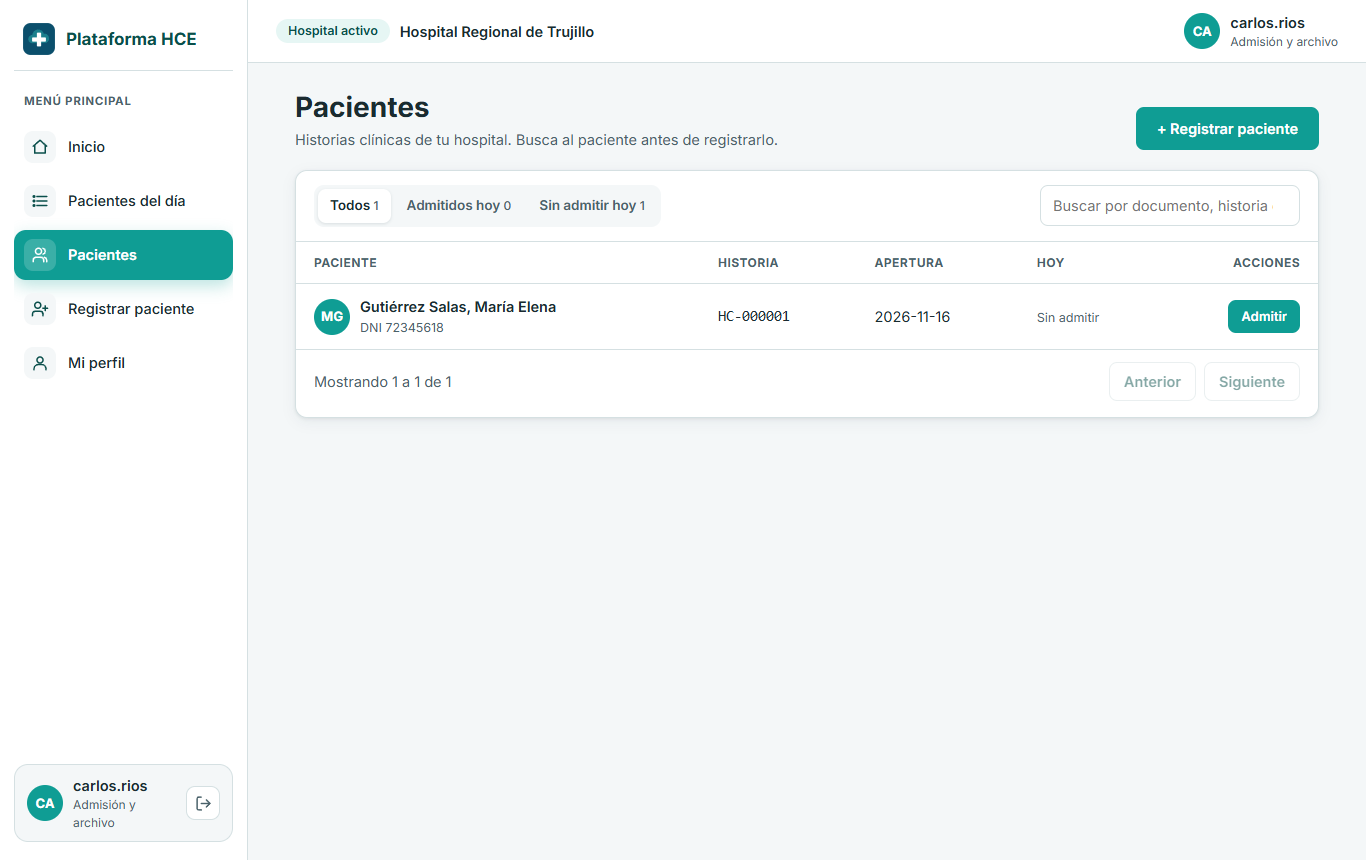 Plataforma HCE
MENÚ PRINCIPAL
Inicio
Pacientes del día
Pacientes
Registrar paciente
Mi perfil
CA
carlos.rios
Admisión y
archivo
Hospital activo
Hospital Regional de Trujillo
CA
carlos.rios
Admisión y archivo
Pacientes
Historias clínicas de tu hospital. Busca al paciente antes de registrarlo.
+ Registrar paciente
Todos 1
Admitidos hoy 0
Sin admitir hoy 1
Buscar por documento, historia
PACIENTE HISTORIA APERTURA HOY ACCIONES
MG
Gutiérrez Salas, María Elena
DNI 72345618
HC-000001
2026-11-16
Sin admitir
Admitir
Mostrando 1 a 1 de 1
Anterior
Siguiente